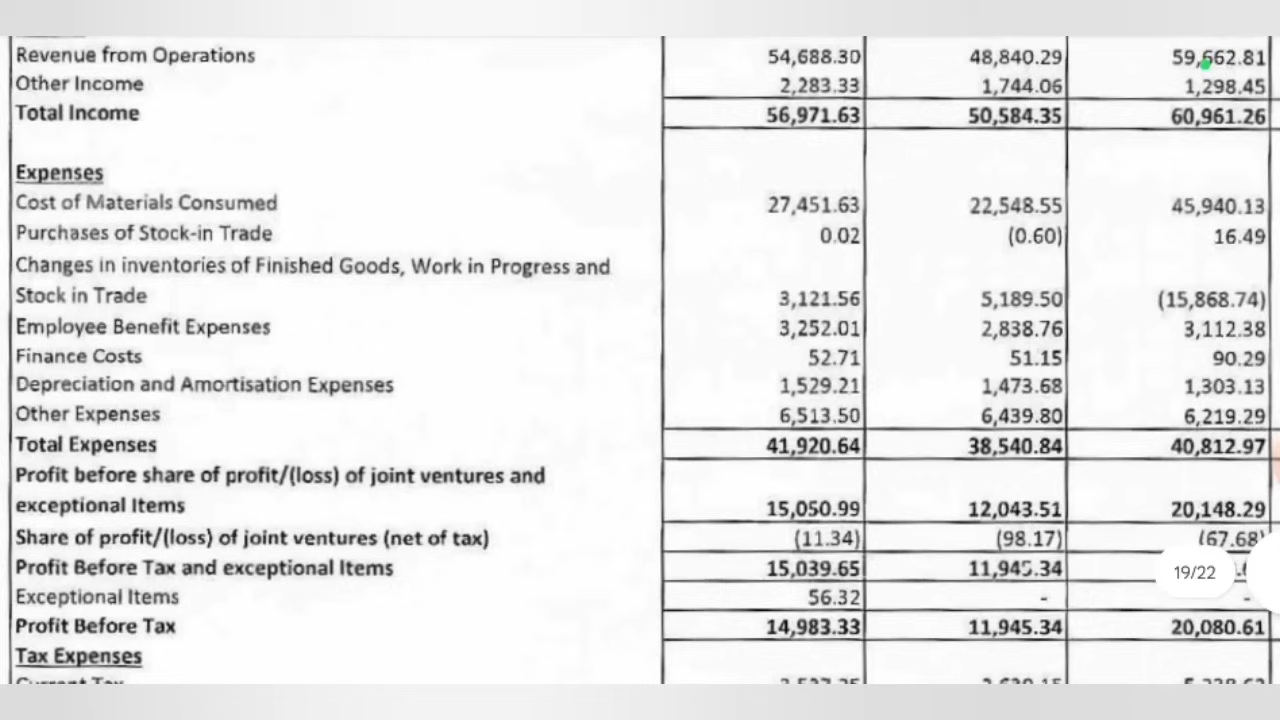 Revenue from Operations 54,688.30 48,840.29 59,662.81
Other Income 2,283.33 1,744.06 1,298.45
Total Income 56,971.63 50,584.35 60,961.26
Expenses
Cost of Materials Consumed 27,451.63 22,548.55 45,940.13
Purchases of Stock-in Trade 0.02 (0.60) 16.49
Changes in inventories of Finished Goods, Work in Progress and
Stock in Trade 3,121.56 5,189.50 (15,868.74)
Employee Benefit Expenses 3,252.01 2,838.76 3,112.38
Finance Costs 52.71 51.15 90.29
Depreciation and Amortisation Expenses 1,529.21 1,473.68 1,303.13
Other Expenses 6,513.50 6,439.80 6,219.29
Total Expenses 41,920.64 38,540.84 40,812.97
Profit before share of profit/(loss) of joint ventures and
exceptional Items 15,050.99 12,043.51 20,148.29
Share of profit/(loss) of joint ventures (net of tax) (11.34) (98.17) (67.68)
Profit Before Tax and exceptional Items 15,039.65 11,945.34
19/22
Exceptional Items 56.32 - -
Profit Before Tax 14,983.33 11,945.34 20,080.61
Tax Expenses
Current Tax